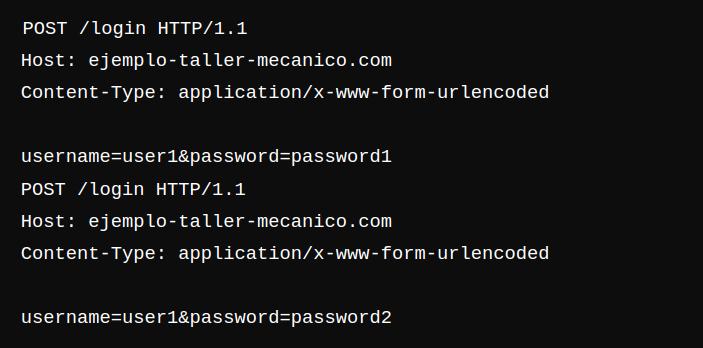 POST /login HTTP/1.1
Host: ejemplo-taller-mecanico.com
Content-Type: application/x-www-form-urlencoded

username=user1&password=password1
POST /login HTTP/1.1
Host: ejemplo-taller-mecanico.com
Content-Type: application/x-www-form-urlencoded

username=user1&password=password2